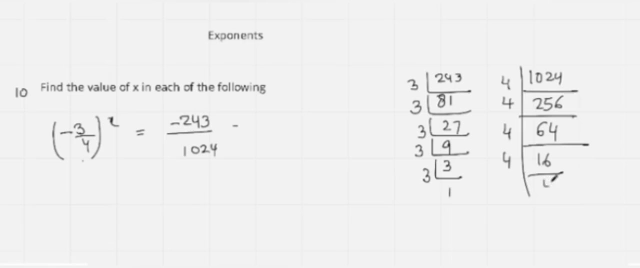 Exponents
10 Find the value of x in each of the following
(-3/4)^x = -243/1024 -
3 | 243
3 | 81
3 | 27
3 | 9
3 | 3
1
4 | 1024
4 | 256
4 | 64
4 | 16